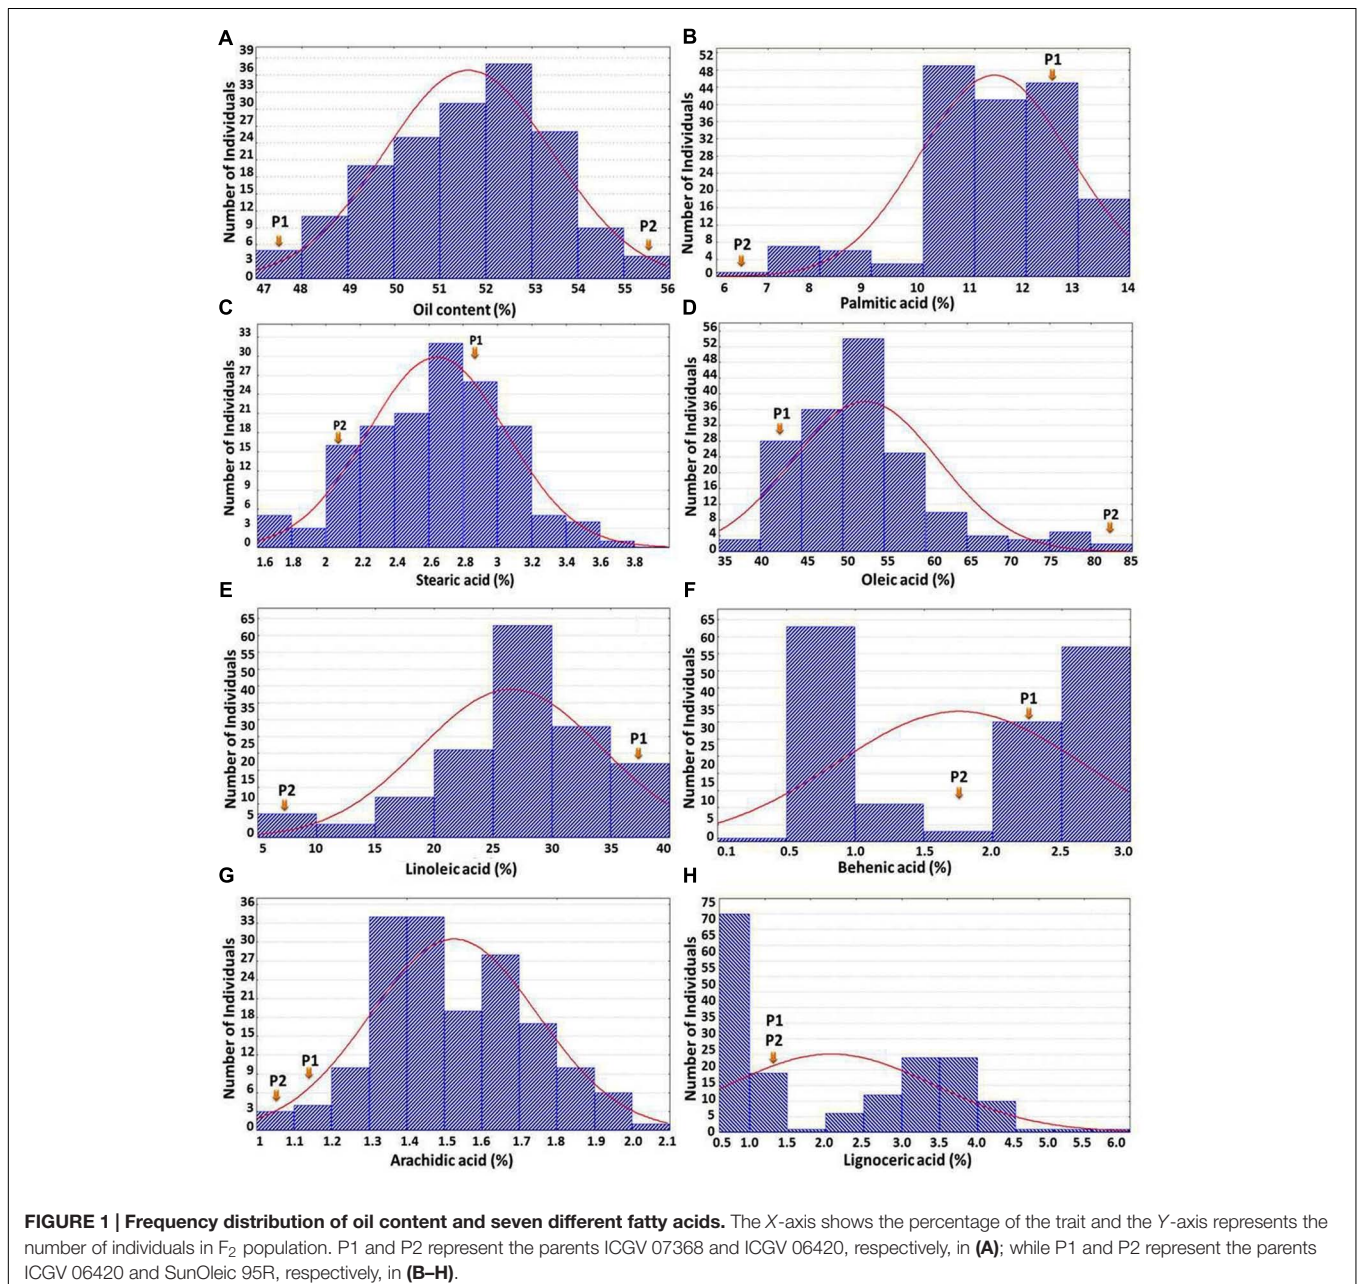 A
39
36
33
30
27
24
21
18
15
12
9
6
3
0
Number of Individuals
P1
P2
47 48 49 50 51 52 53 54 55 56
Oil content (%)
B
52
48
44
40
36
32
28
24
20
16
12
8
4
0
Number of Individuals
P2
P1
6 7 8 9 10 11 12 13 14
Palmitic acid (%)
C
33
30
27
24
21
18
15
12
9
6
3
0
Number of Individuals
P2
P1
1.6 1.8 2 2.2 2.4 2.6 2.8 3 3.2 3.4 3.6 3.8
Stearic acid (%)
D
56
52
48
44
40
36
32
28
24
20
16
12
8
4
0
Number of Individuals
P1
P2
35 40 45 50 55 60 65 70 75 80 85
Oleic acid (%)
E
65
60
55
50
45
40
35
30
25
20
15
10
5
0
Number of Individuals
P2
P1
5 10 15 20 25 30 35 40
Linoleic acid (%)
F
65
60
55
50
45
40
35
20
25
20
15
10
5
0
Number of Individuals
P2
P1
0.1 0.5 1.0 1.5 2.0 2.5 3.0
Behenic acid (%)
G
36
33
30
27
24
21
18
15
12
9
6
3
0
Number of Individuals
P2
P1
1 1.1 1.2 1.3 1.4 1.5 1.6 1.7 1.8 1.9 2.0 2.1
Arachidic acid (%)
H
75
70
65
60
55
50
45
40
35
30
25
20
15
10
5
0
Number of Individuals
P1
P2
0.5 1.0 1.5 2.0 2.5 3.0 3.5 4.0 4.5 5.0 5.5 6.0
Lignoceric acid (%)
FIGURE 1 | Frequency distribution of oil content and seven different fatty acids. The X-axis shows the percentage of the trait and the Y-axis represents the
number of individuals in F2 population. P1 and P2 represent the parents ICGV 07368 and ICGV 06420, respectively, in (A); while P1 and P2 represent the parents
ICGV 06420 and SunOleic 95R, respectively, in (B–H).